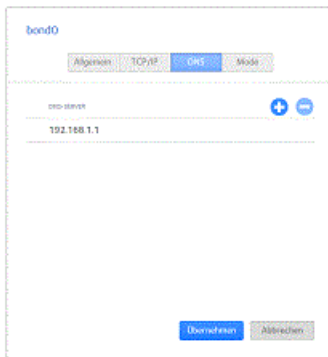 bond0
Allgemein TCP/IP DNS Mode
DNS-SERVER
192.168.1.1
Übernehmen Abbrechen